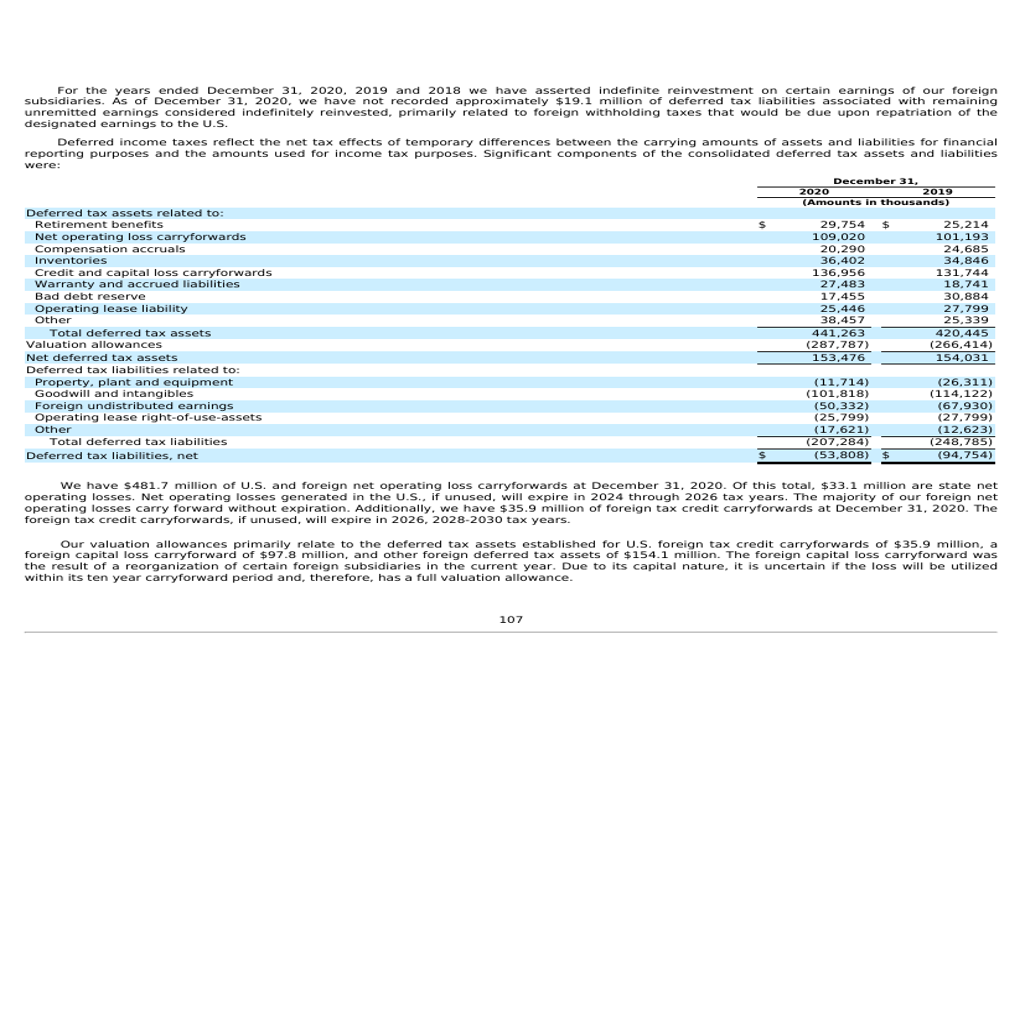 For the years ended December 31, 2020, 2019 and 2018 we have asserted indefinite reinvestment on certain earnings of our foreign
subsidiaries. As of December 31, 2020, we have not recorded approximately $19.1 million of deferred tax liabilities associated with remaining
unremitted earnings considered indefinitely reinvested, primarily related to foreign withholding taxes that would be due upon repatriation of the
designated earnings to the U.S.
Deferred income taxes reflect the net tax effects of temporary differences between the carrying amounts of assets and liabilities for financial
reporting purposes and the amounts used for income tax purposes. Significant components of the consolidated deferred tax assets and liabilities
were:
December 31,
2020 2019
(Amounts in thousands)
Deferred tax assets related to:
Retirement benefits $ 29,754 $ 25,214
Net operating loss carryforwards 109,020 101,193
Compensation accruals 20,290 24,685
Inventories 36,402 34,846
Credit and capital loss carryforwards 136,956 131,744
Warranty and accrued liabilities 27,483 18,741
Bad debt reserve 17,455 30,884
Operating lease liability 25,446 27,799
Other 38,457 25,339
Total deferred tax assets 441,263 420,445
Valuation allowances (287,787) (266,414)
Net deferred tax assets 153,476 154,031
Deferred tax liabilities related to:
Property, plant and equipment (11,714) (26,311)
Goodwill and intangibles (101,818) (114,122)
Foreign undistributed earnings (50,332) (67,930)
Operating lease right-of-use-assets (25,799) (27,799)
Other (17,621) (12,623)
Total deferred tax liabilities (207,284) (248,785)
Deferred tax liabilities, net $ (53,808) $ (94,754)
We have $481.7 million of U.S. and foreign net operating loss carryforwards at December 31, 2020. Of this total, $33.1 million are state net
operating losses. Net operating losses generated in the U.S., if unused, will expire in 2024 through 2026 tax years. The majority of our foreign net
operating losses carry forward without expiration. Additionally, we have $35.9 million of foreign tax credit carryforwards at December 31, 2020. The
foreign tax credit carryforwards, if unused, will expire in 2026, 2028-2030 tax years.
Our valuation allowances primarily relate to the deferred tax assets established for U.S. foreign tax credit carryforwards of $35.9 million, a
foreign capital loss carryforward of $97.8 million, and other foreign deferred tax assets of $154.1 million. The foreign capital loss carryforward was
the result of a reorganization of certain foreign subsidiaries in the current year. Due to its capital nature, it is uncertain if the loss will be utilized
within its ten year carryforward period and, therefore, has a full valuation allowance.
107